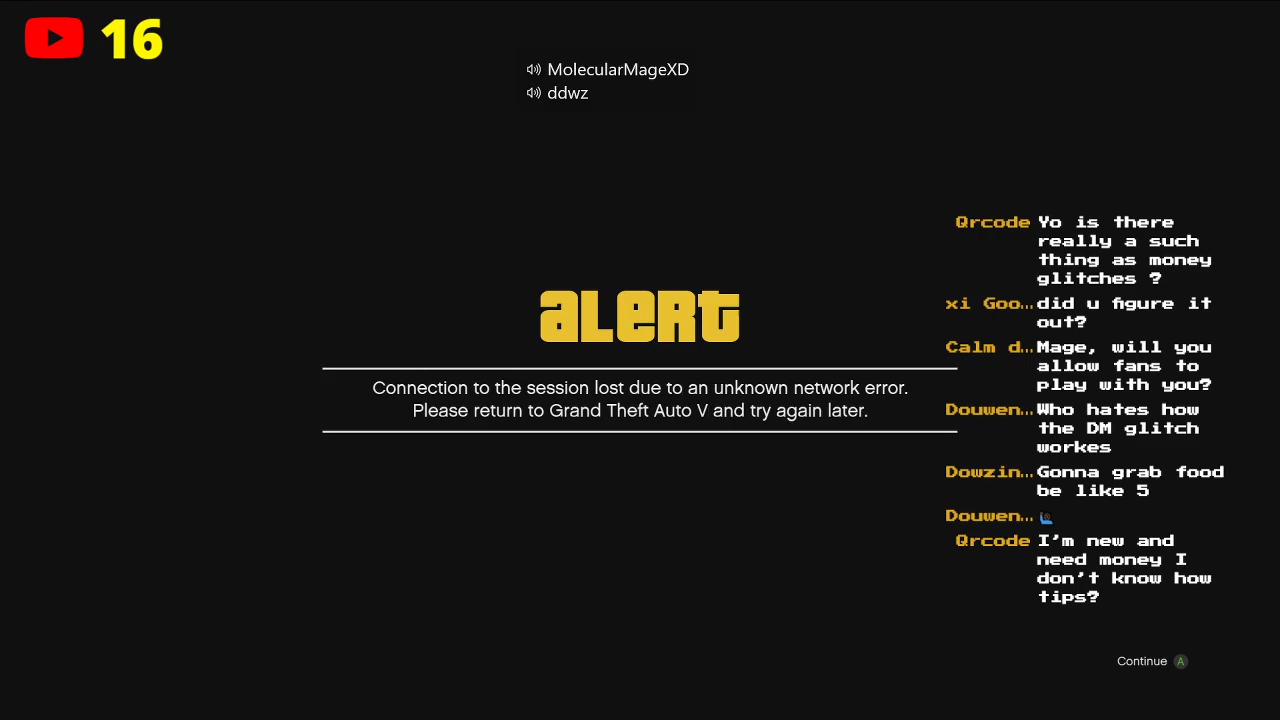 16
MolecularMageXD
ddwz
alert
Connection to the session lost due to an unknown network error.
Please return to Grand Theft Auto V and try again later.
Qrcode Yo is there
really a such
thing as money
glitches ?
xi Goo... did u figure it
out?
Calm d... Mage, will you
allow fans to
play with you?
Douwen... Who hates how
the DM glitch
workes
Dowzin... Gonna grab food
be like 5
Douwen...
Qrcode I'm new and
need money I
don't know how
tips?
Continue A